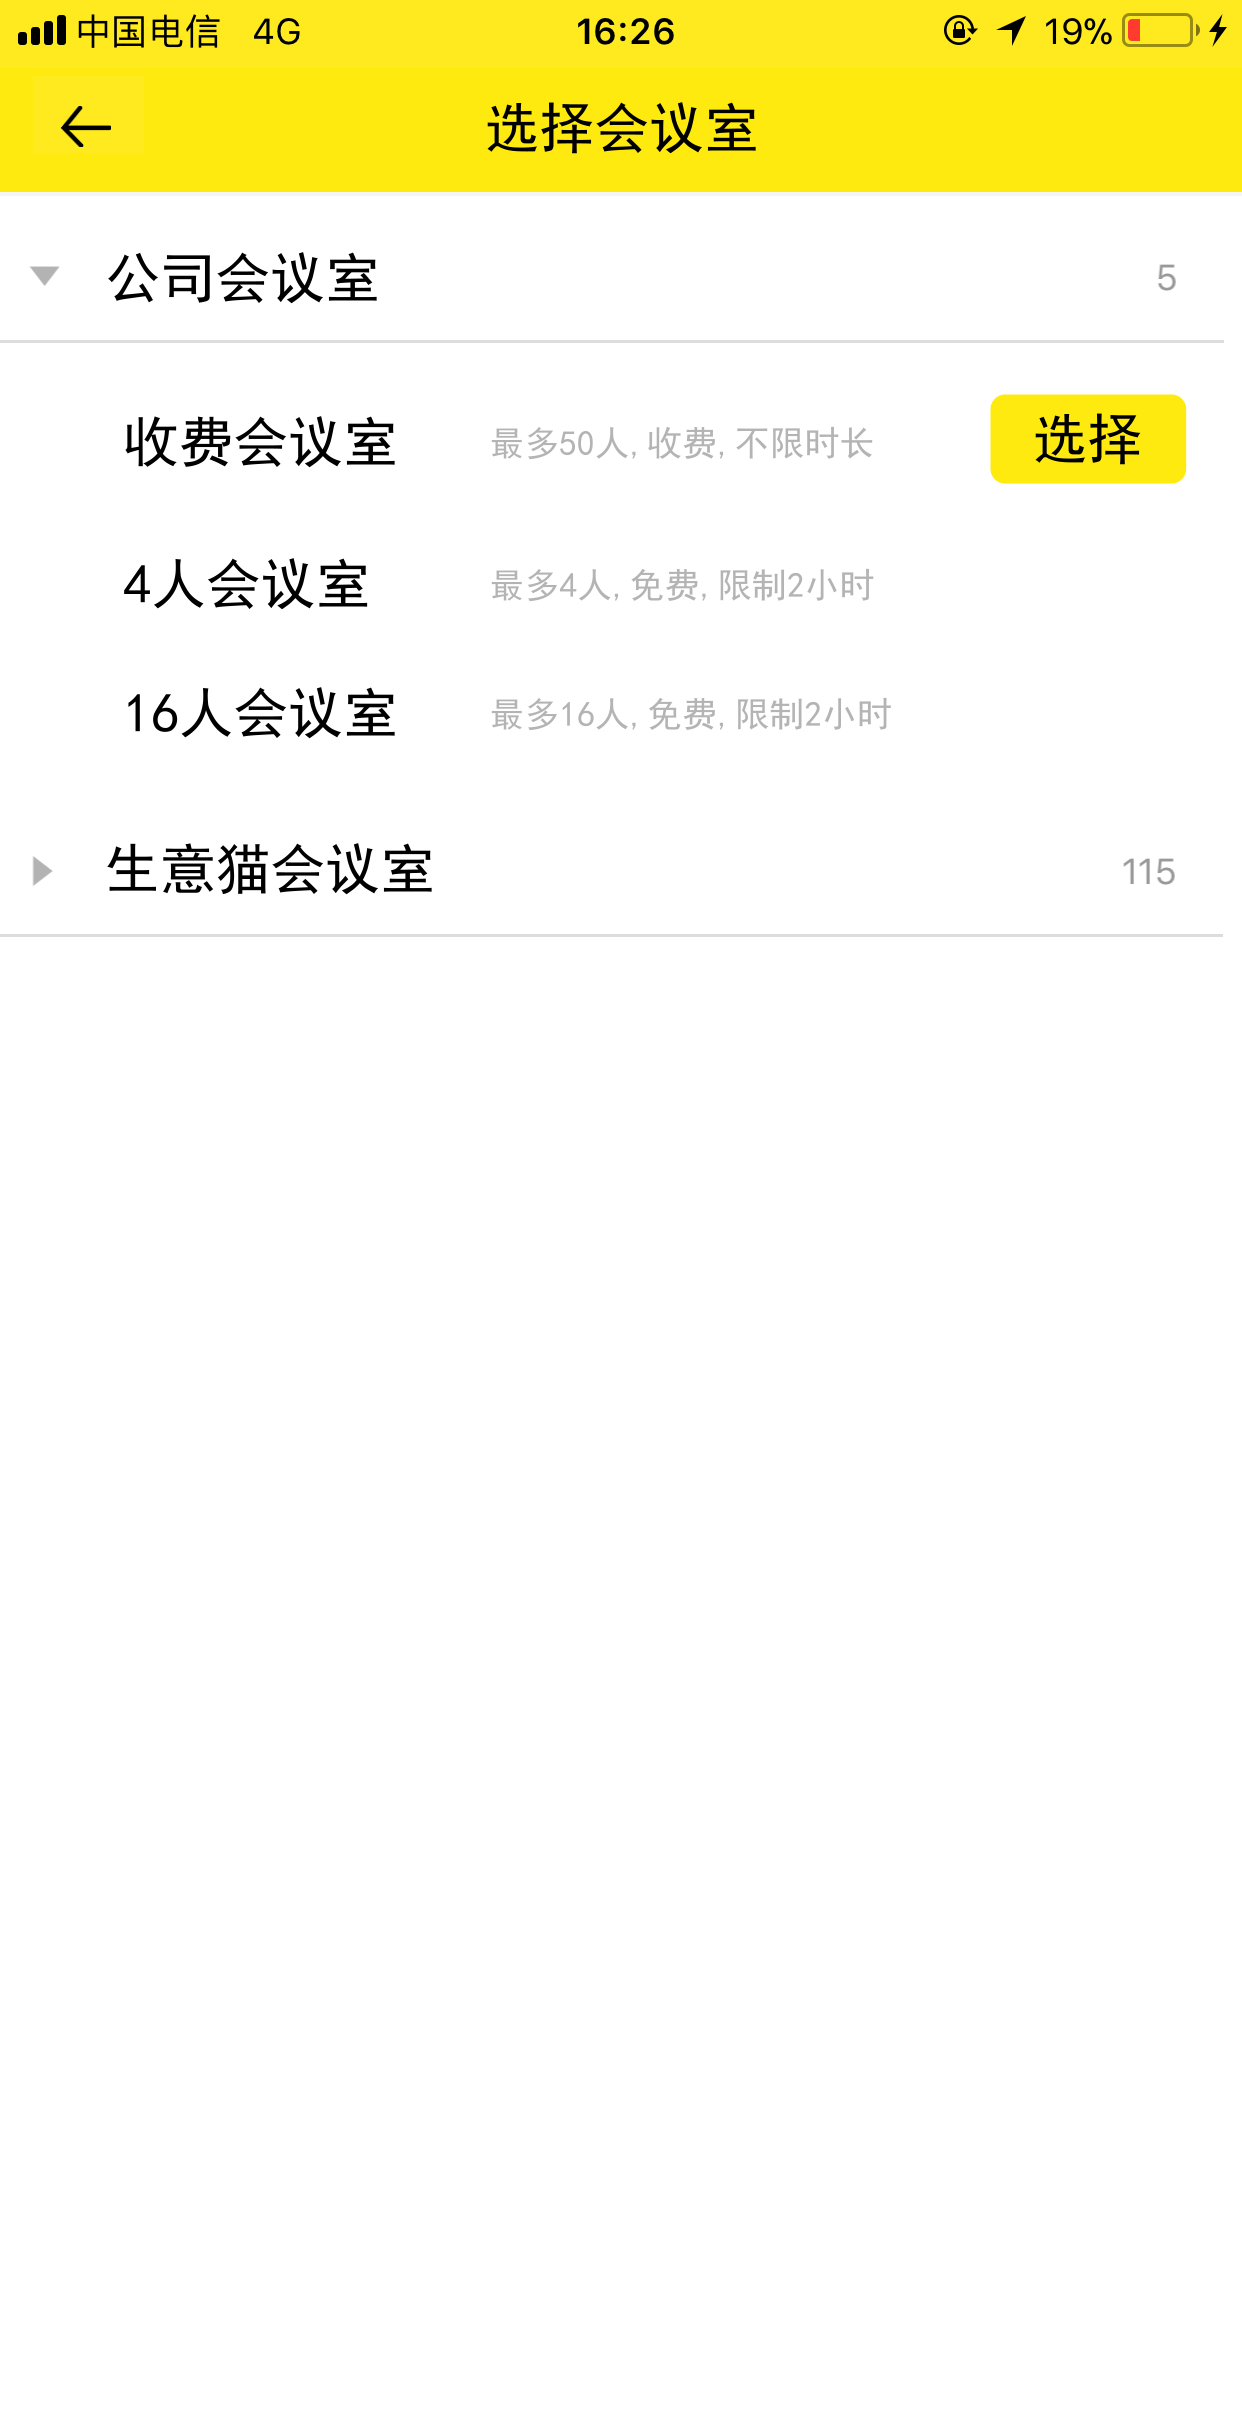 中国电信 4G 16:26 19%
选择会议室
公司会议室 5
收费会议室 最多50人,收费,不限时长 选择
4人会议室 最多4人,免费,限制2小时
16人会议室 最多16人,免费,限制2小时
生意猫会议室 115